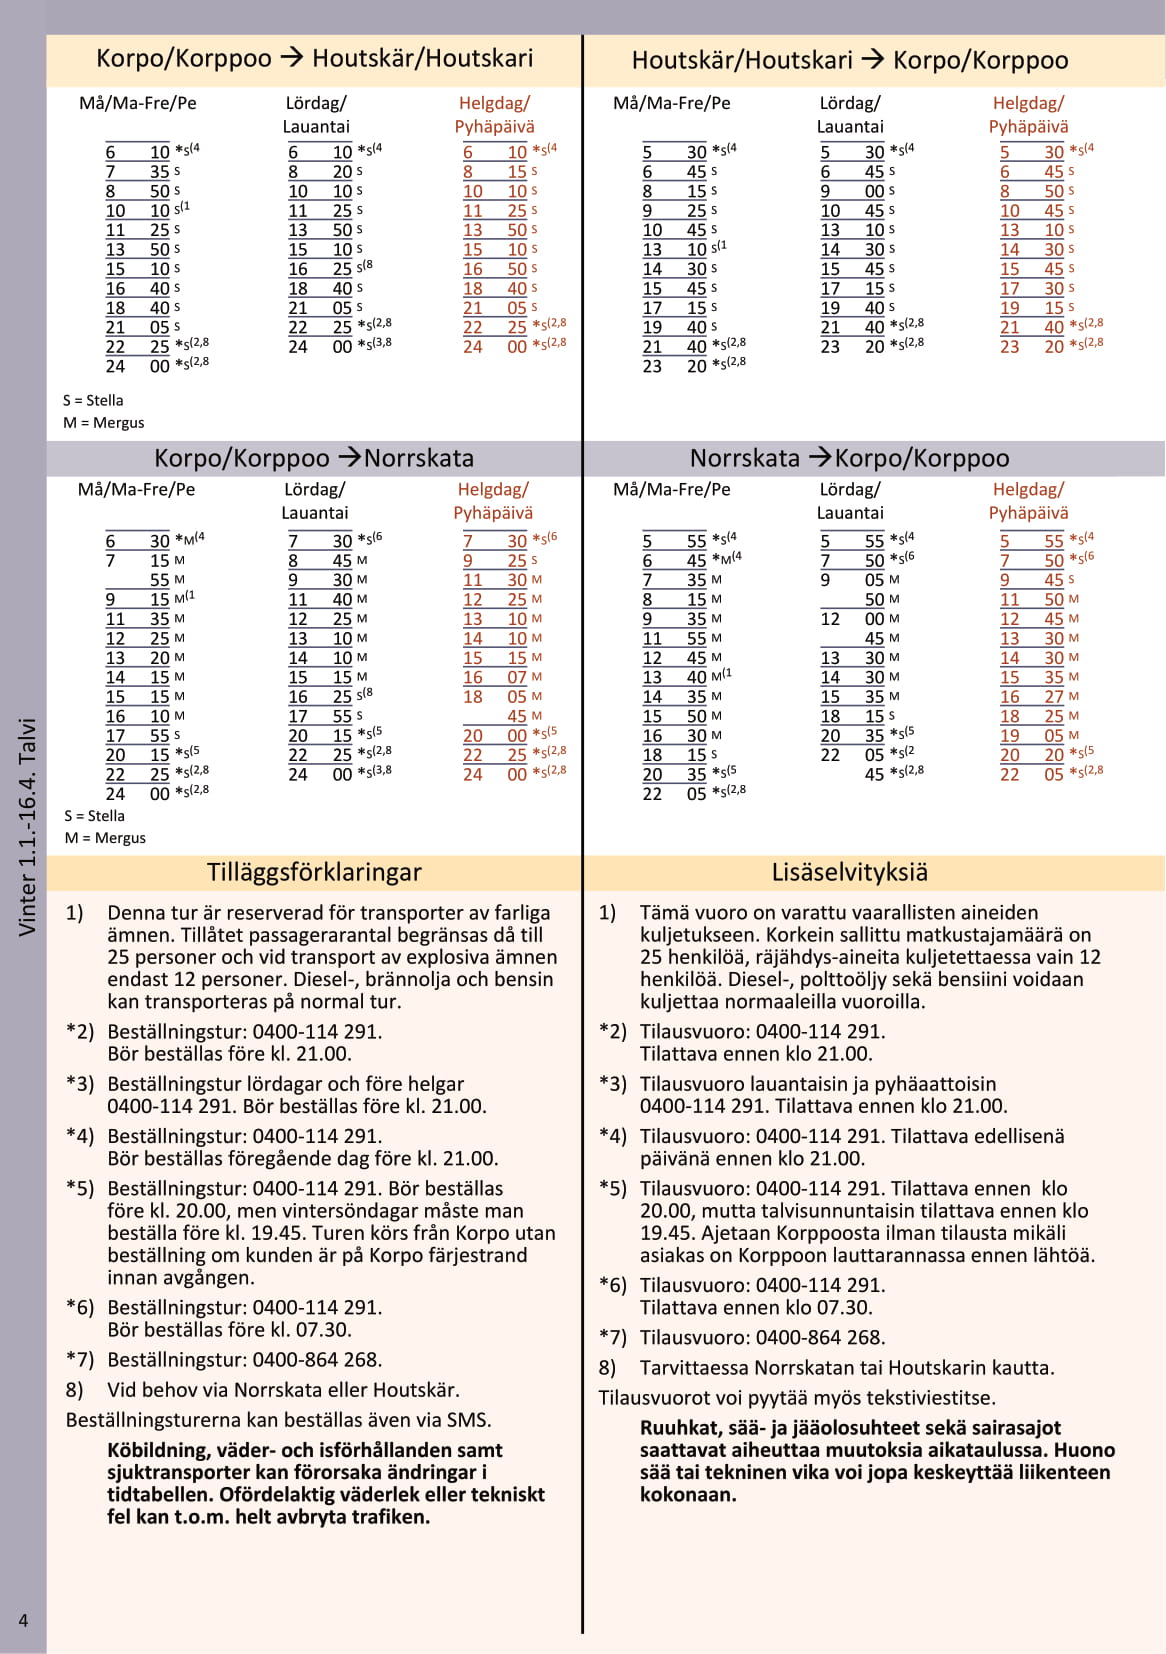 Korpo/Korppoo → Houtskär/Houtskari
Må/Ma-Fre/Pe Lördag/ Helgdag/
Lauantai Pyhäpäivä
6 10 *s(4 6 10 *s(4 6 10 *s(4
7 35 s 8 20 s 8 15 s
8 50 s 10 10 s 10 10 s
10 10 s(1 11 25 s 11 25 s
11 25 s 13 50 s 13 50 s
13 50 s 15 10 s 15 10 s
15 10 s 16 25 s(8 16 50 s
16 40 s 18 40 s 18 40 s
18 40 s 21 05 s 21 05 s
21 05 s 22 25 *s(2,8 22 25 *s(2,8
22 25 *s(2,8 24 00 *s(3,8 24 00 *s(2,8
24 00 *s(2,8
S = Stella
M = Mergus
Houtskär/Houtskari → Korpo/Korppoo
Må/Ma-Fre/Pe Lördag/ Helgdag/
Lauantai Pyhäpäivä
5 30 *s(4 5 30 *s(4 5 30 *s(4
6 45 s 6 45 s 6 45 s
8 15 s 9 00 s 8 50 s
9 25 s 10 45 s 10 45 s
10 45 s 13 10 s 13 10 s
13 10 s(1 14 30 s 14 30 s
14 30 s 15 45 s 15 45 s
15 45 s 17 15 s 17 30 s
17 15 s 19 40 s 19 15 s
19 40 s 21 40 *s(2,8 21 40 *s(2,8
21 40 *s(2,8 23 20 *s(2,8 23 20 *s(2,8
23 20 *s(2,8
Korpo/Korppoo →Norrskata
Må/Ma-Fre/Pe Lördag/ Helgdag/
Lauantai Pyhäpäivä
6 30 *M(4 7 30 *s(6 7 30 *s(6
7 15 M 8 45 M 9 25 s
55 M 9 30 M 11 30 M
9 15 M(1 11 40 M 12 25 M
11 35 M 12 25 M 13 10 M
12 25 M 13 10 M 14 10 M
13 20 M 14 10 M 15 15 M
14 15 M 15 15 M 16 07 M
15 15 M 16 25 s(8 18 05 M
16 10 M 17 55 s 45 M
17 55 s 20 15 *s(5 20 00 *s(5
20 15 *s(5 22 25 *s(2,8 22 25 *s(2,8
22 25 *s(2,8 24 00 *s(3,8 24 00 *s(2,8
24 00 *s(2,8
S = Stella
M = Mergus
Norrskata →Korpo/Korppoo
Må/Ma-Fre/Pe Lördag/ Helgdag/
Lauantai Pyhäpäivä
5 55 *s(4 5 55 *s(4 5 55 *s(4
6 45 *M(4 7 50 *s(6 7 50 *s(6
7 35 M 9 05 M 9 45 s
8 15 M 50 M 11 50 M
9 35 M 12 00 M 12 45 M
11 55 M 45 M 13 30 M
12 45 M 13 30 M 14 30 M
13 40 M(1 14 30 M 15 35 M
14 35 M 15 35 M 16 27 M
15 50 M 18 15 s 18 25 M
16 30 M 20 35 *s(5 19 05 M
18 15 s 22 05 *s(2 20 20 *s(5
20 35 *s(5 45 *s(2,8 22 05 *s(2,8
22 05 *s(2,8
Tilläggsförklaringar
1) Denna tur är reserverad för transporter av farliga
ämnen. Tillåtet passagerarantal begränsas då till
25 personer och vid transport av explosiva ämnen
endast 12 personer. Diesel-, brännolja och bensin
kan transporteras på normal tur.
*2) Beställningstur: 0400-114 291.
Bör beställas före kl. 21.00.
*3) Beställningstur lördagar och före helgar
0400-114 291. Bör beställas före kl. 21.00.
*4) Beställningstur: 0400-114 291.
Bör beställas föregående dag före kl. 21.00.
*5) Beställningstur: 0400-114 291. Bör beställas
före kl. 20.00, men vintersöndagar måste man
beställa före kl. 19.45. Turen körs från Korpo utan
beställning om kunden är på Korpo färjestrand
innan avgången.
*6) Beställningstur: 0400-114 291.
Bör beställas före kl. 07.30.
*7) Beställningstur: 0400-864 268.
8) Vid behov via Norrskata eller Houtskär.
Beställningsturerna kan beställas även via SMS.
Köbildning, väder- och isförhållanden samt
sjuktransporter kan förorsaka ändringar i
tidtabellen. Ofördelaktig väderlek eller tekniskt
fel kan t.o.m. helt avbryta trafiken.
Lisäselvityksiä
1) Tämä vuoro on varattu vaarallisten aineiden
kuljetukseen. Korkein sallittu matkustajamäärä on
25 henkilöä, räjähdys-aineita kuljetettaessa vain 12
henkilöä. Diesel-, polttoöljy sekä bensiini voidaan
kuljettaa normaaleilla vuoroilla.
*2) Tilausvuoro: 0400-114 291.
Tilattava ennen klo 21.00.
*3) Tilausvuoro lauantaisin ja pyhäaattoisin
0400-114 291. Tilattava ennen klo 21.00.
*4) Tilausvuoro: 0400-114 291. Tilattava edellisenä
päivänä ennen klo 21.00.
*5) Tilausvuoro: 0400-114 291. Tilattava ennen klo
20.00, mutta talvisunnuntaisin tilattava ennen klo
19.45. Ajetaan Korppoosta ilman tilausta mikäli
asiakas on Korppoon lauttarannassa ennen lähtöä.
*6) Tilausvuoro: 0400-114 291.
Tilattava ennen klo 07.30.
*7) Tilausvuoro: 0400-864 268.
8) Tarvittaessa Norrskatan tai Houtskarin kautta.
Tilausvuorot voi pyytää myös tekstiviestitse.
Ruuhkat, sää- ja jääolosuhteet sekä sairasajot
saattavat aiheuttaa muutoksia aikataulussa. Huono
sää tai tekninen vika voi jopa keskeyttää liikenteen
kokonaan.
Vinter 1.1.-16.4. Talvi
4